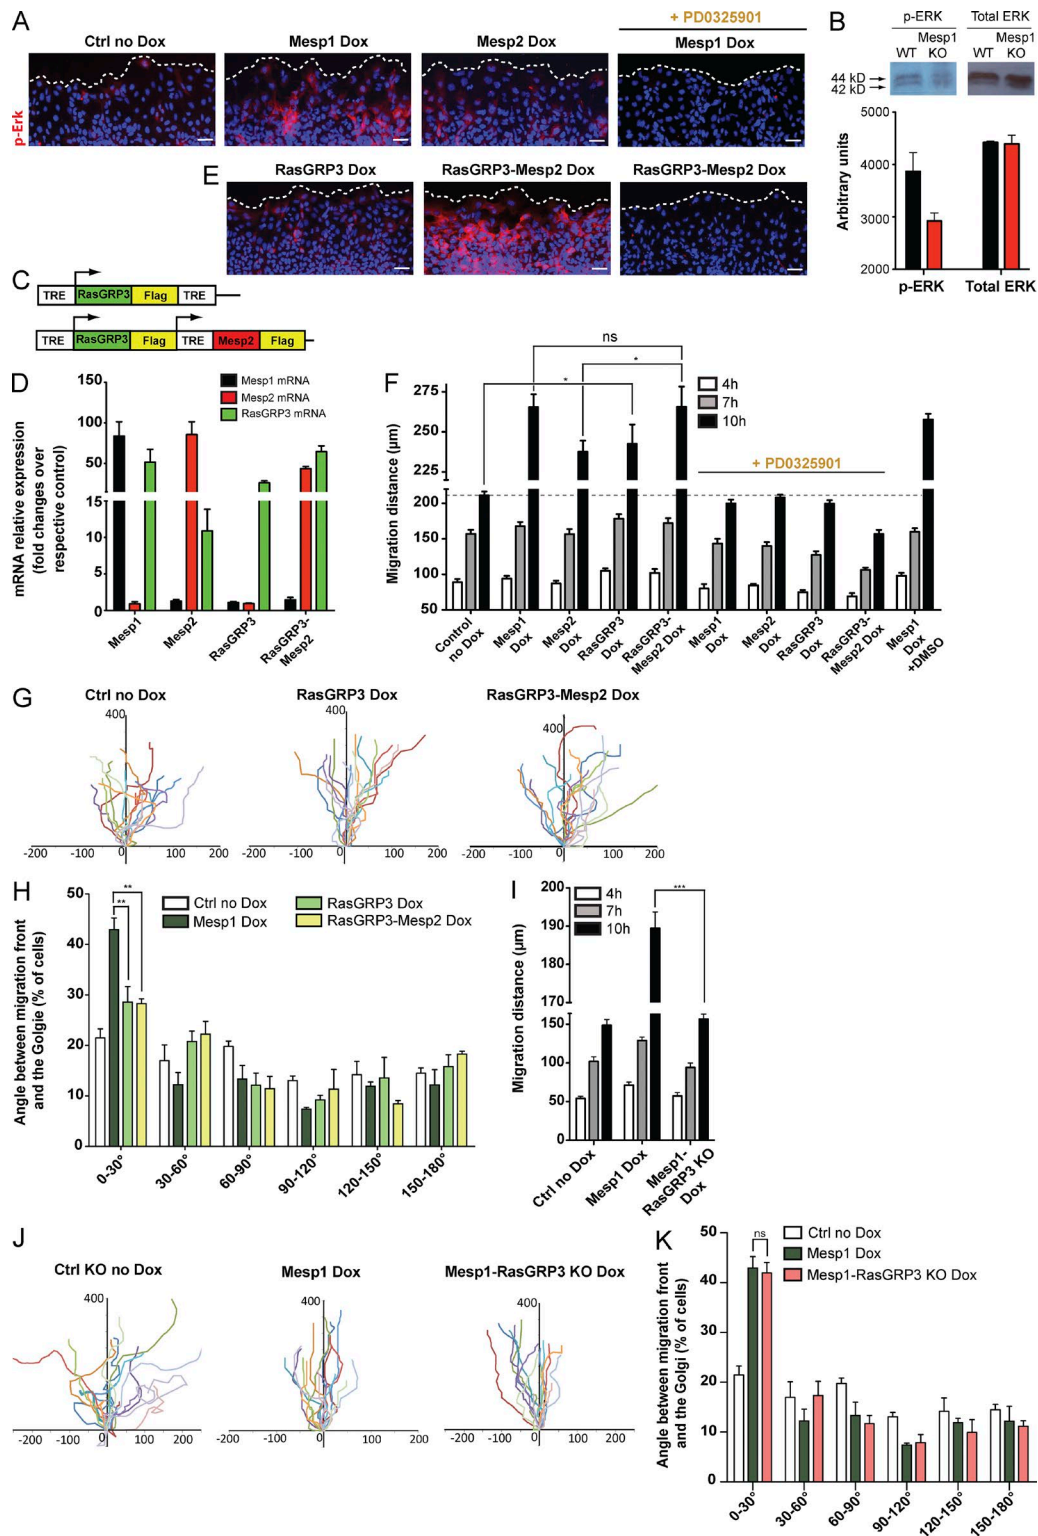 A
Ctrl no Dox
Mesp1 Dox
Mesp2 Dox
+ PD0325901
Mesp1 Dox
p-Erk
B
p-ERK
Total ERK
WT
Mesp1 KO
WT
Mesp1 KO
44 kD
42 kD
Arbitrary units
5000
4000
3000
2000
p-ERK
Total ERK
E
RasGRP3 Dox
RasGRP3-Mesp2 Dox
RasGRP3-Mesp2 Dox
C
TRE RasGRP3 Flag TRE
TRE RasGRP3 Flag TRE Mesp2 Flag
D
mRNA relative expression
(fold changes over
respective control)
150
100
50
15
10
5
0
Mesp1 mRNA
Mesp2 mRNA
RasGRP3 mRNA
Mesp1
Mesp2
RasGRP3
RasGRP3-
Mesp2
F
Migration distance (µm)
275
250
225
200
150
100
50
ns
*
*
4h
7h
10h
+ PD0325901
Control
no Dox
Mesp1
Dox
Mesp2
Dox
RasGRP3
Dox
RasGRP3-
Mesp2 Dox
Mesp1
Dox
Mesp2
Dox
RasGRP3
Dox
RasGRP3-
Mesp2 Dox
Mesp1
Dox
+DMSO
G
Ctrl no Dox
400
-200 -100 0 100 200
RasGRP3 Dox
400
-200 -100 0 100 200
RasGRP3-Mesp2 Dox
400
-200 -100 0 100 200
H
Angle between migration front
and the Golgie (% of cells)
50
40
30
20
10
0
**
**
Ctrl no Dox
Mesp1 Dox
RasGRP3 Dox
RasGRP3-Mesp2 Dox
0-30°
30-60°
60-90°
90-120°
120-150°
150-180°
I
Migration distance (µm)
200
190
180
170
150
100
50
0
4h
7h
10h
***
Ctrl no Dox
Mesp1 Dox
Mesp1-
RasGRP3 KO
Dox
J
Ctrl KO no Dox
400
-200 -100 0 100 200
Mesp1 Dox
400
-200 -100 0 100 200
Mesp1-RasGRP3 KO Dox
400
-200 -100 0 100 200
K
Angle between migration front
and the Golgi (% of cells)
50
40
30
20
10
0
ns
Ctrl no Dox
Mesp1 Dox
Mesp1-RasGRP3 KO Dox
0-30°
30-60°
60-90°
90-120°
120-150°
150-180°